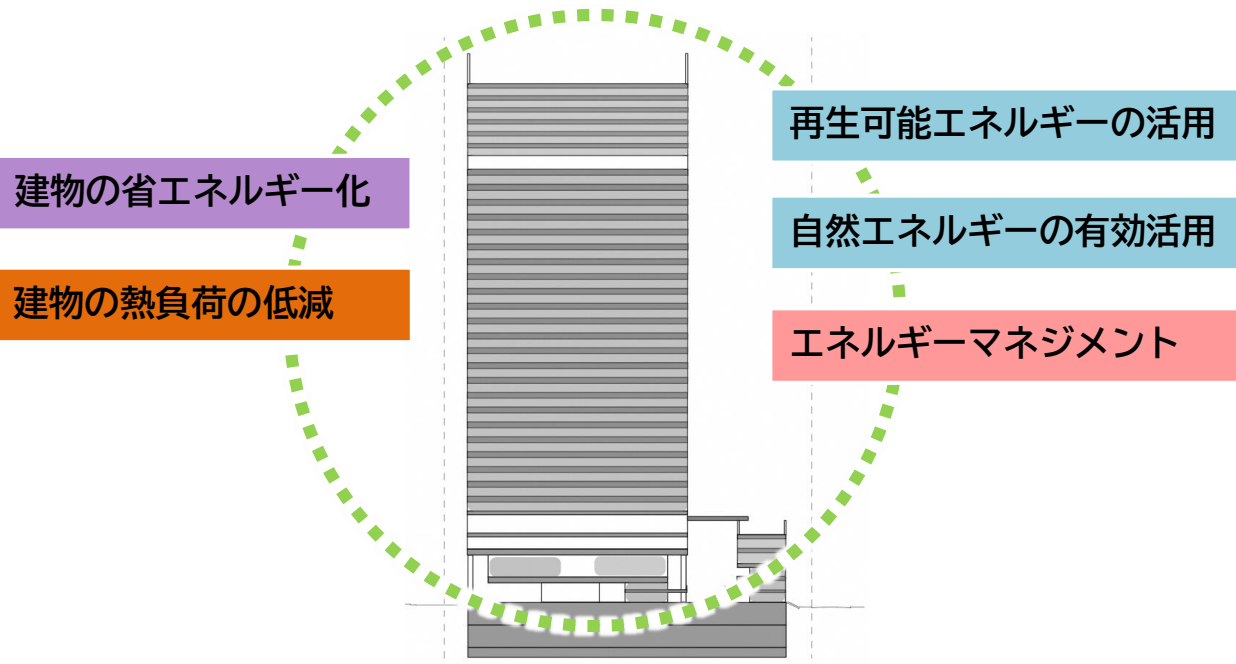 建物の省エネルギー化
建物の熱負荷の低減
再生可能エネルギーの活用
自然エネルギーの有効活用
エネルギーマネジメント